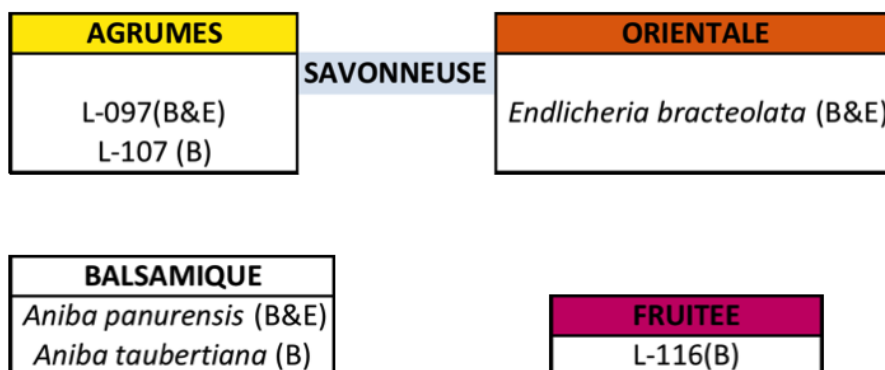 AGRUMES
L-097(B&E)
L-107 (B)
SAVONNEUSE
ORIENTALE
Endlicheria bracteolata (B&E)
BALSAMIQUE
Aniba panurensis (B&E)
Aniba taubertiana (B)
FRUITEE
L-116(B)